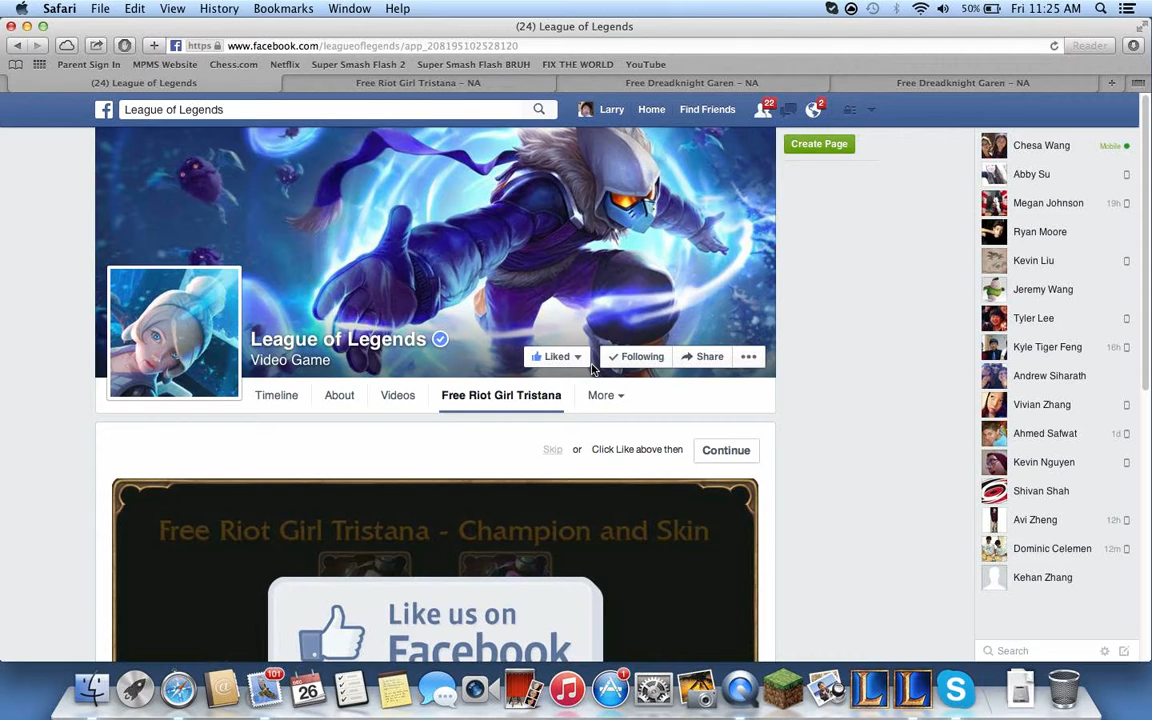 Safari File Edit View History Bookmarks Window Help
50% Fri 11:25 AM
(24) League of Legends
https www.facebook.com/leagueoflegends/app_208195102528120
Reader
Parent Sign In MPMS Website Chess.com Netflix Super Smash Flash 2 Super Smash Flash BRUH FIX THE WORLD YouTube
(24) League of Legends Free Riot Girl Tristana – NA Free Dreadknight Garen – NA Free Dreadknight Garen – NA
League of Legends
Larry Home Find Friends 22 2
Create Page
League of Legends
Video Game
Liked Following Share
Timeline About Videos Free Riot Girl Tristana More
Skip or Click Like above then Continue
Free Riot Girl Tristana - Champion and Skin
Like us on
Facebook
Chesa Wang Mobile
Abby Su
Megan Johnson 19h
Ryan Moore
Kevin Liu
Jeremy Wang
Tyler Lee
Kyle Tiger Feng 16h
Andrew Siharath
Vivian Zhang
Ahmed Safwat 1d
Kevin Nguyen
Shivan Shah
Avi Zheng 12h
Dominic Celemen 12m
Kehan Zhang
Search
101
DEC
26
1